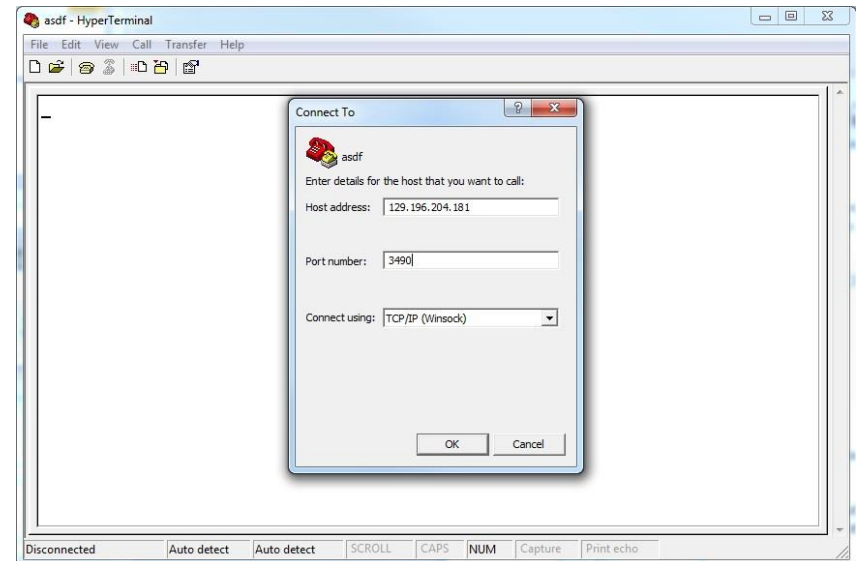 asdf - HyperTerminal
File Edit View Call Transfer Help
Connect To
asdf
Enter details for the host that you want to call:
Host address: 129.196.204.181
Port number: 3490
Connect using: TCP/IP (Winsock)
OK Cancel
Disconnected Auto detect Auto detect SCROLL CAPS NUM Capture Print echo